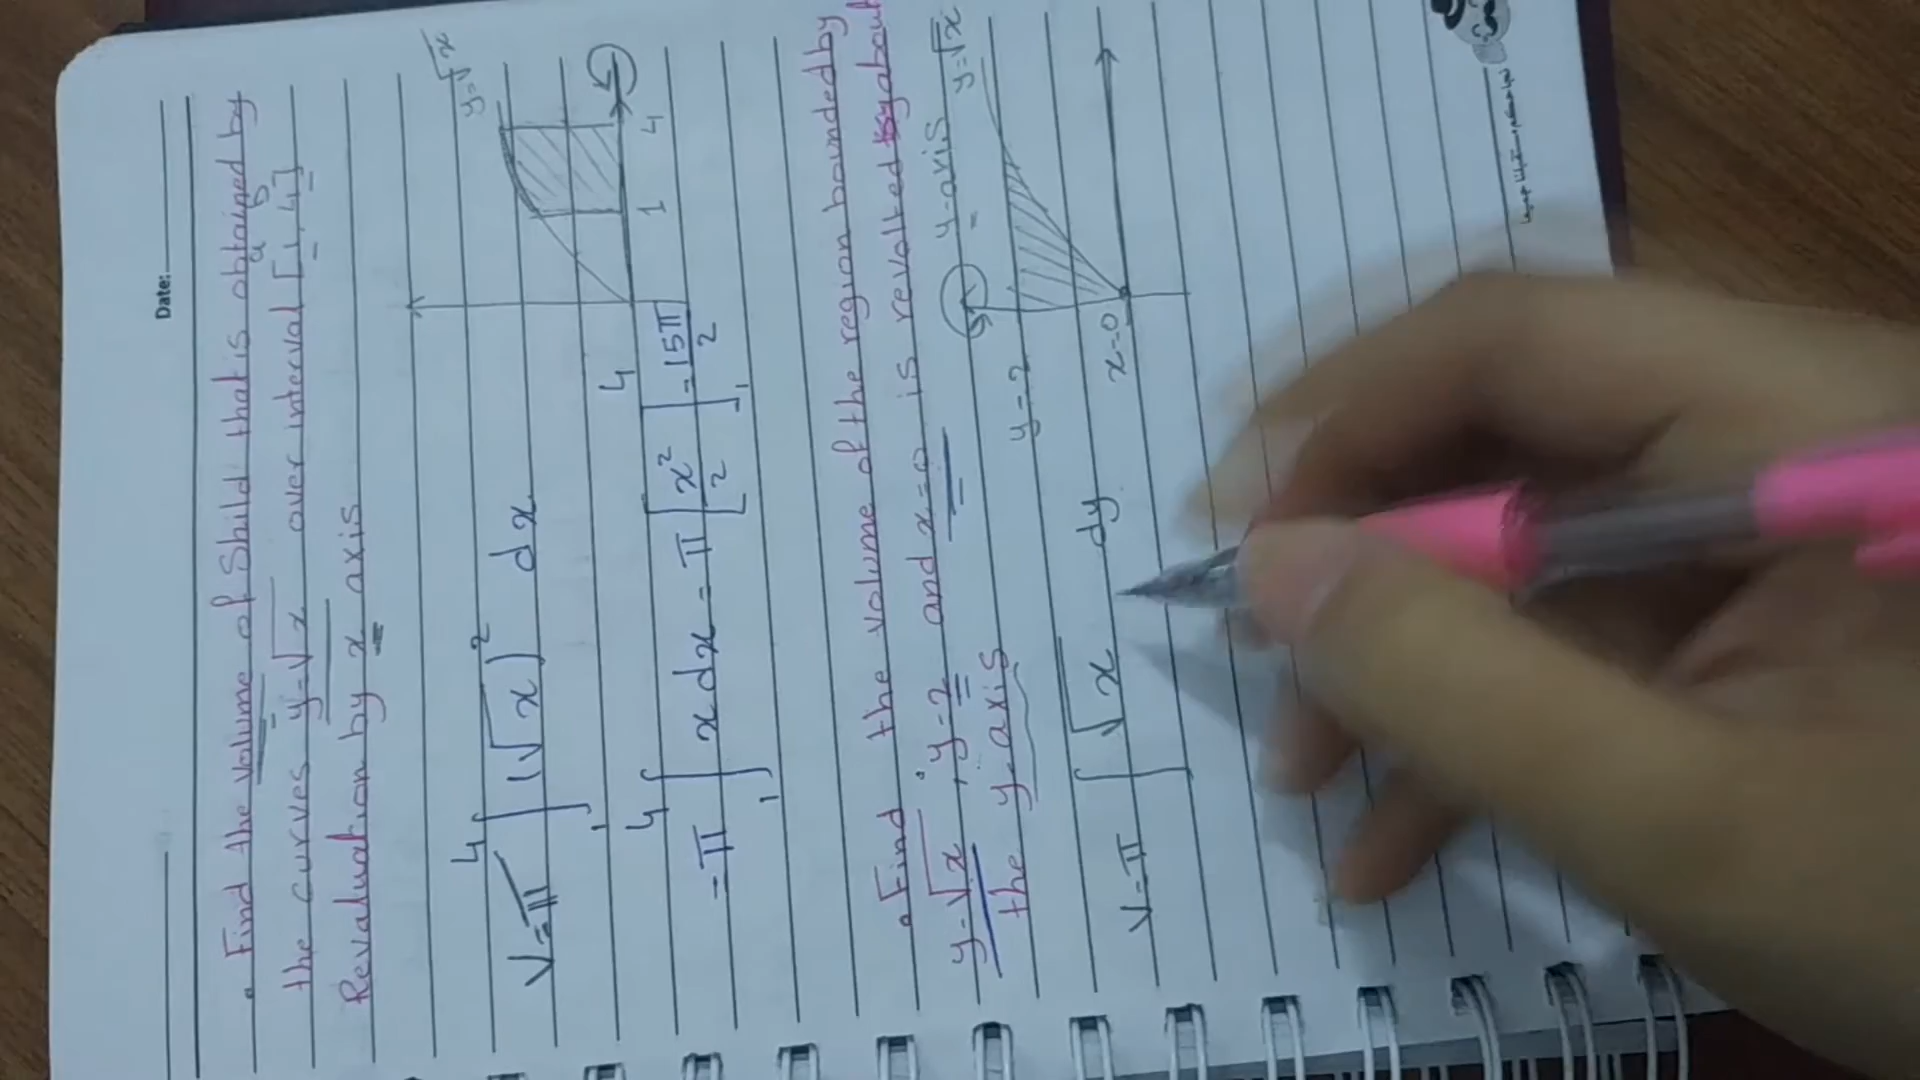 Date:
• Find the volume of Shild that is obtained by
the curves y=√x over interval [1,4]
a b
Revaluation by x axis
y=√x
1 4
V=π ∫₁⁴ (√x)² dx
=π ∫₁⁴ x dx = π [x²/2]₁⁴ = 15π/2
• Find the volume of the region bounded by
y=√x, y=2 and x=0 is revolted by about y-axis
the y-axis
y=√x
y=2
x=0
V=π ∫ √x dy